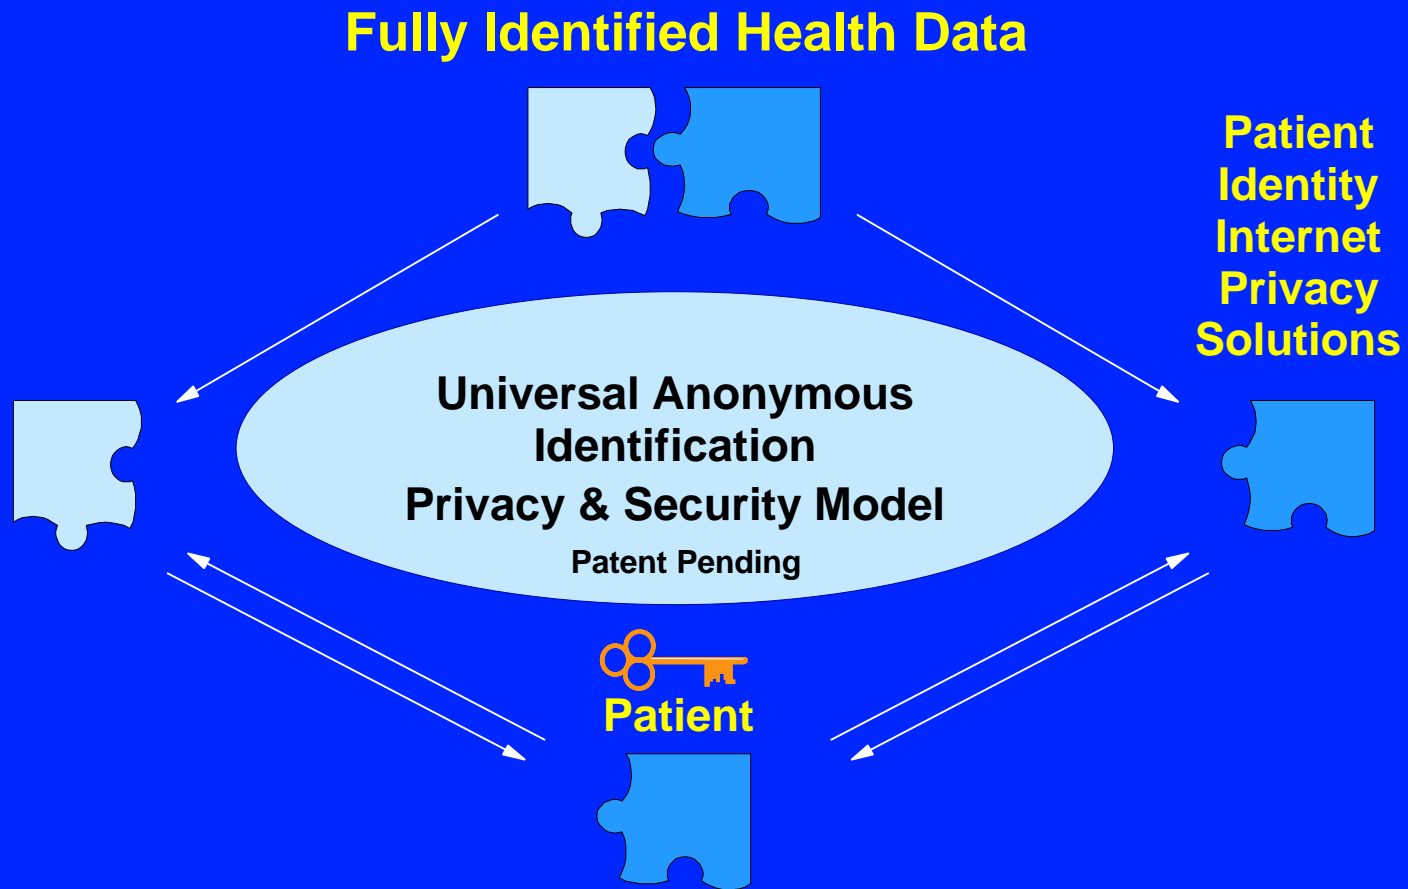 Fully Identified Health Data
Patient
Identity
Internet
Privacy
Solutions
Universal Anonymous
Identification
Privacy & Security Model
Patent Pending
Patient